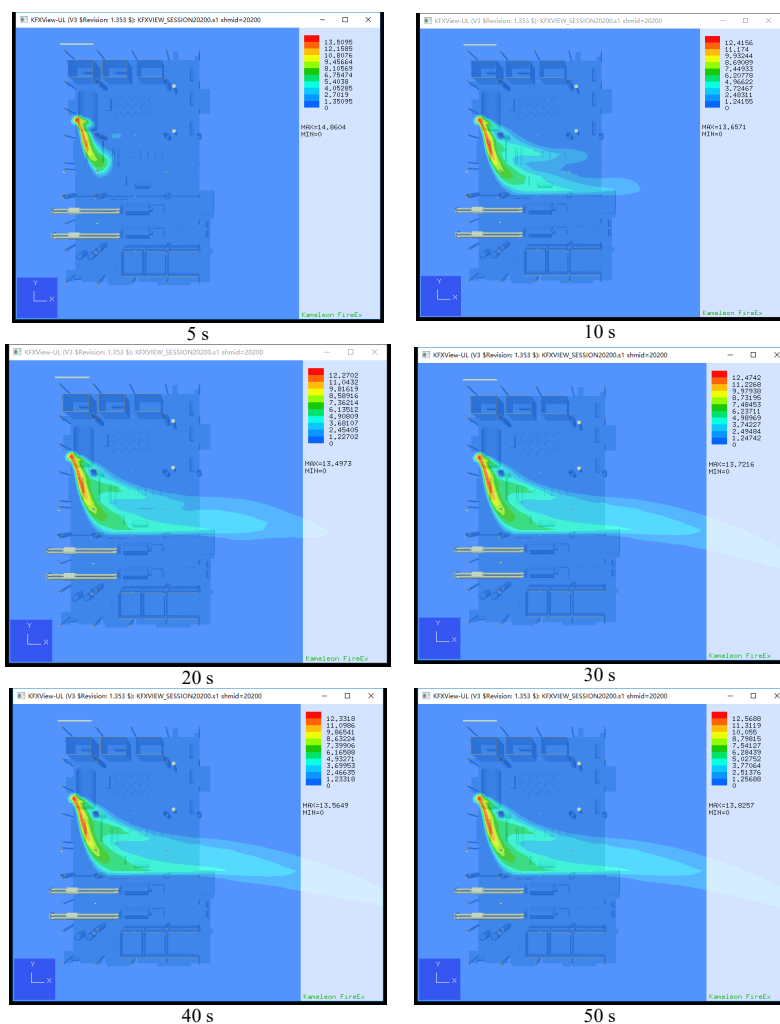 KFXView-UL (V3 $Revision: 1.353 $): KFXVIEW_SESSION20200.s1 shmid=20200
13.5095
12.1585
10.8076
9.45664
8.10569
6.75474
5.4038
4.05285
2.7019
1.35095
0
MAX=14.8604
MIN=0
Y
X
Kameleon FireEx
5 s
KFXView-UL (V3 $Revision: 1.353 $): KFXVIEW_SESSION20200.s1 shmid=20200
12.4156
11.174
9.93244
8.69089
7.44933
6.20778
4.96622
3.72467
2.48311
1.24155
0
MAX=13.6571
MIN=0
Y
X
Kameleon FireEx
10 s
KFXView-UL (V3 $Revision: 1.353 $): KFXVIEW_SESSION20200.s1 shmid=20200
12.2702
11.0432
9.81619
8.58916
7.36214
6.13512
4.90809
3.68107
2.45405
1.22702
0
MAX=13.4973
MIN=0
Y
X
Kameleon FireEx
20 s
KFXView-UL (V3 $Revision: 1.353 $): KFXVIEW_SESSION20200.s1 shmid=20200
12.4742
11.2268
9.97938
8.73195
7.48453
6.23711
4.98969
3.74227
2.49484
1.24742
0
MAX=13.7216
MIN=0
Y
X
Kameleon FireEx
30 s
KFXView-UL (V3 $Revision: 1.353 $): KFXVIEW_SESSION20200.s1 shmid=20200
12.3318
11.0986
9.86541
8.63224
7.39906
6.16588
4.93271
3.69953
2.46635
1.23318
0
MAX=13.5649
MIN=0
Y
X
Kameleon FireEx
40 s
KFXView-UL (V3 $Revision: 1.353 $): KFXVIEW_SESSION20200.s1 shmid=20200
12.5688
11.3119
10.055
8.79815
7.54127
6.28439
5.02752
3.77064
2.51376
1.25688
0
MAX=13.8257
MIN=0
Y
X
Kameleon FireEx
50 s